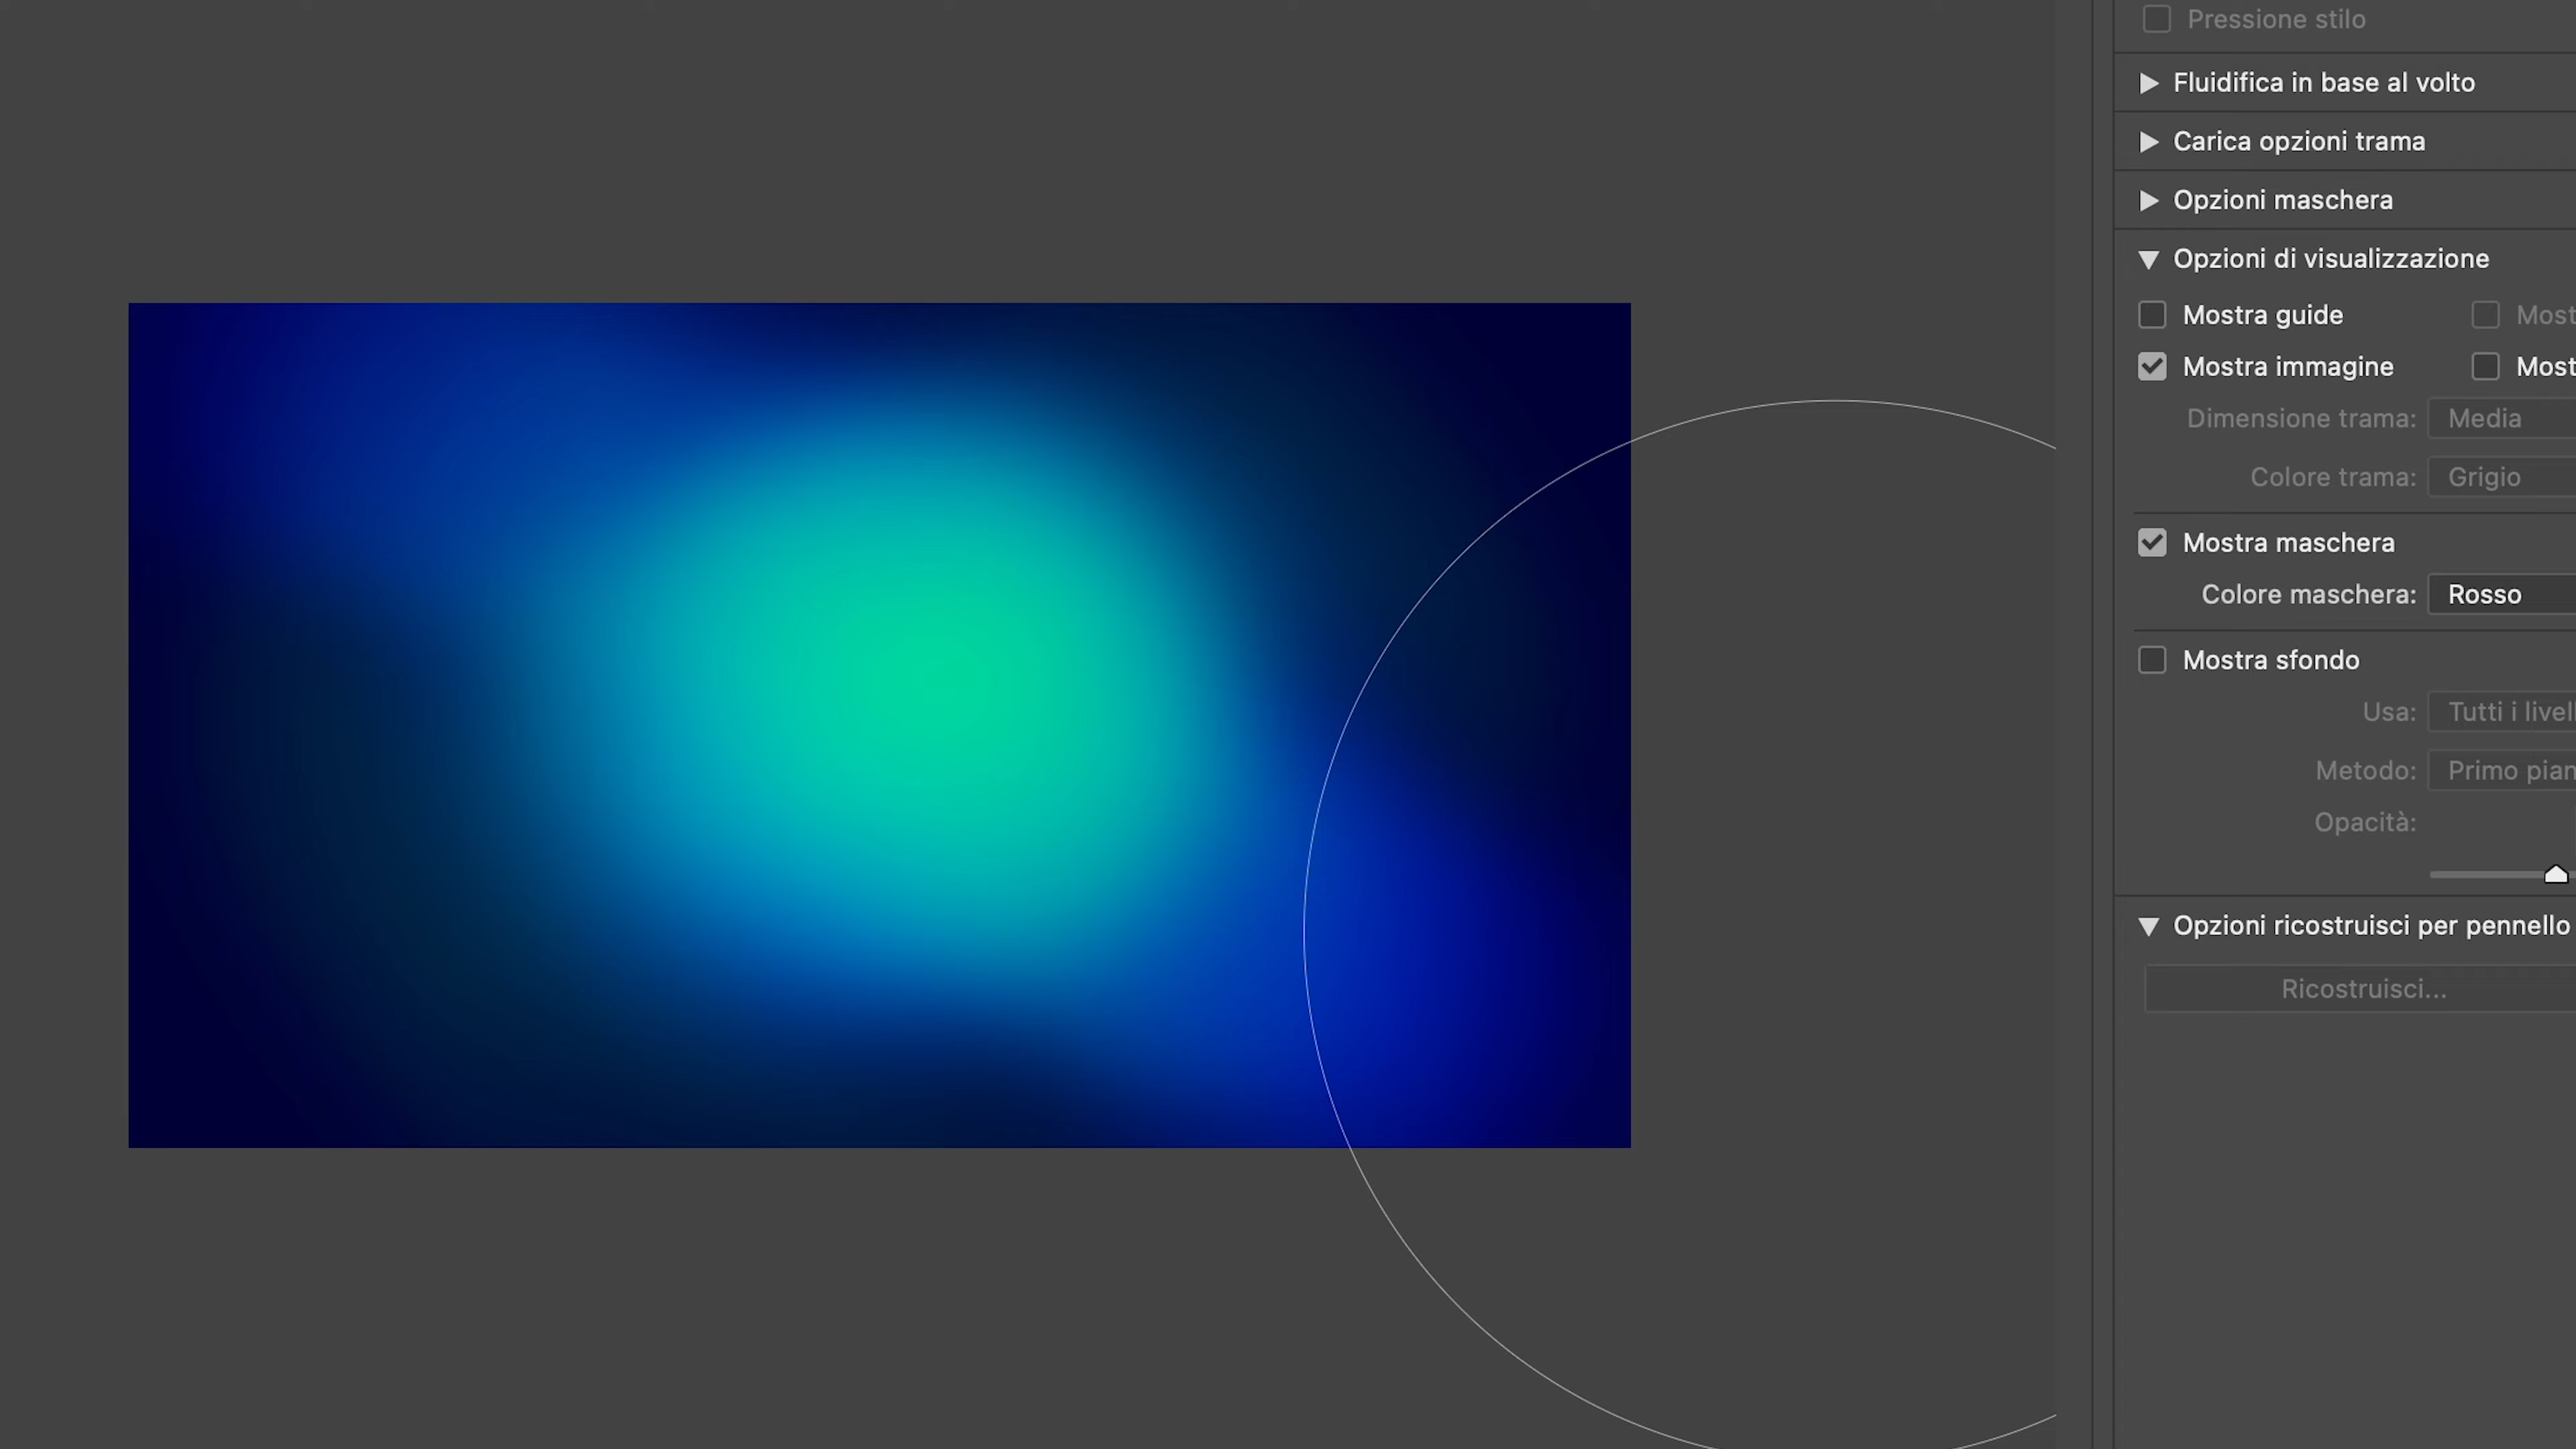 Pressione stilo
Fluidifica in base al volto
Carica opzioni trama
Opzioni maschera
Opzioni di visualizzazione
Mostra guide
Mostra immagine
Dimensione trama: Media
Colore trama: Grigio
Mostra maschera
Colore maschera: Rosso
Mostra sfondo
Usa: Tutti i
Metodo: Primo
Opacità:
Opzioni ricostruisci per pennello
Ricostruisci...